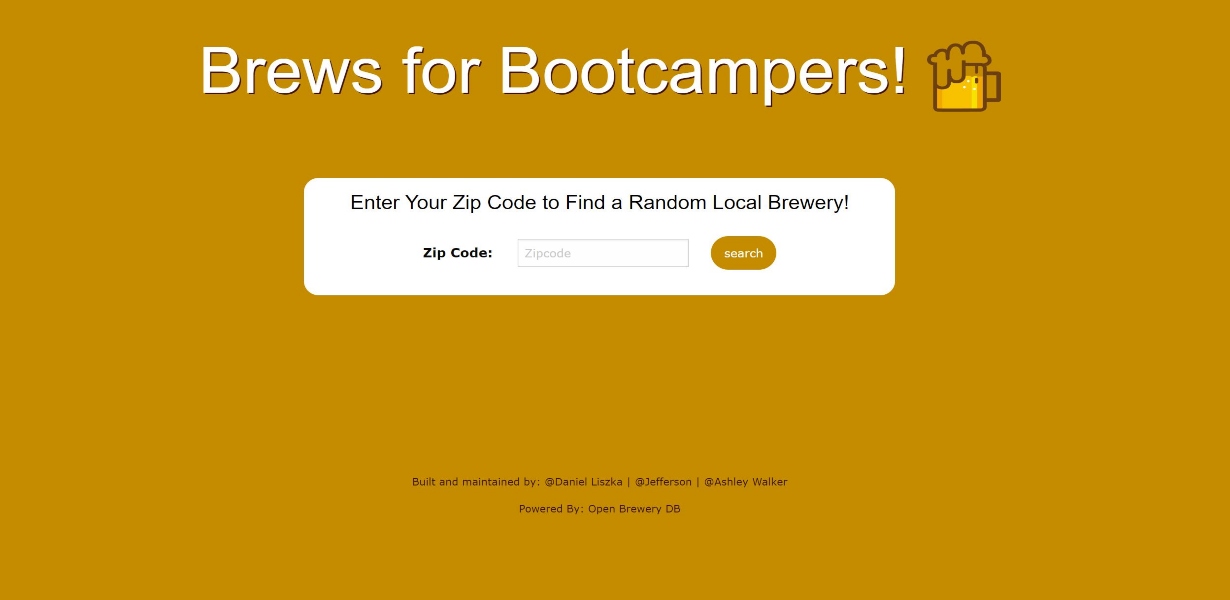 Brews for Bootcampers!
Enter Your Zip Code to Find a Random Local Brewery!
Zip Code: Zipcode search
Built and maintained by: @Daniel Liszka | @Jefferson | @Ashley Walker
Powered By: Open Brewery DB